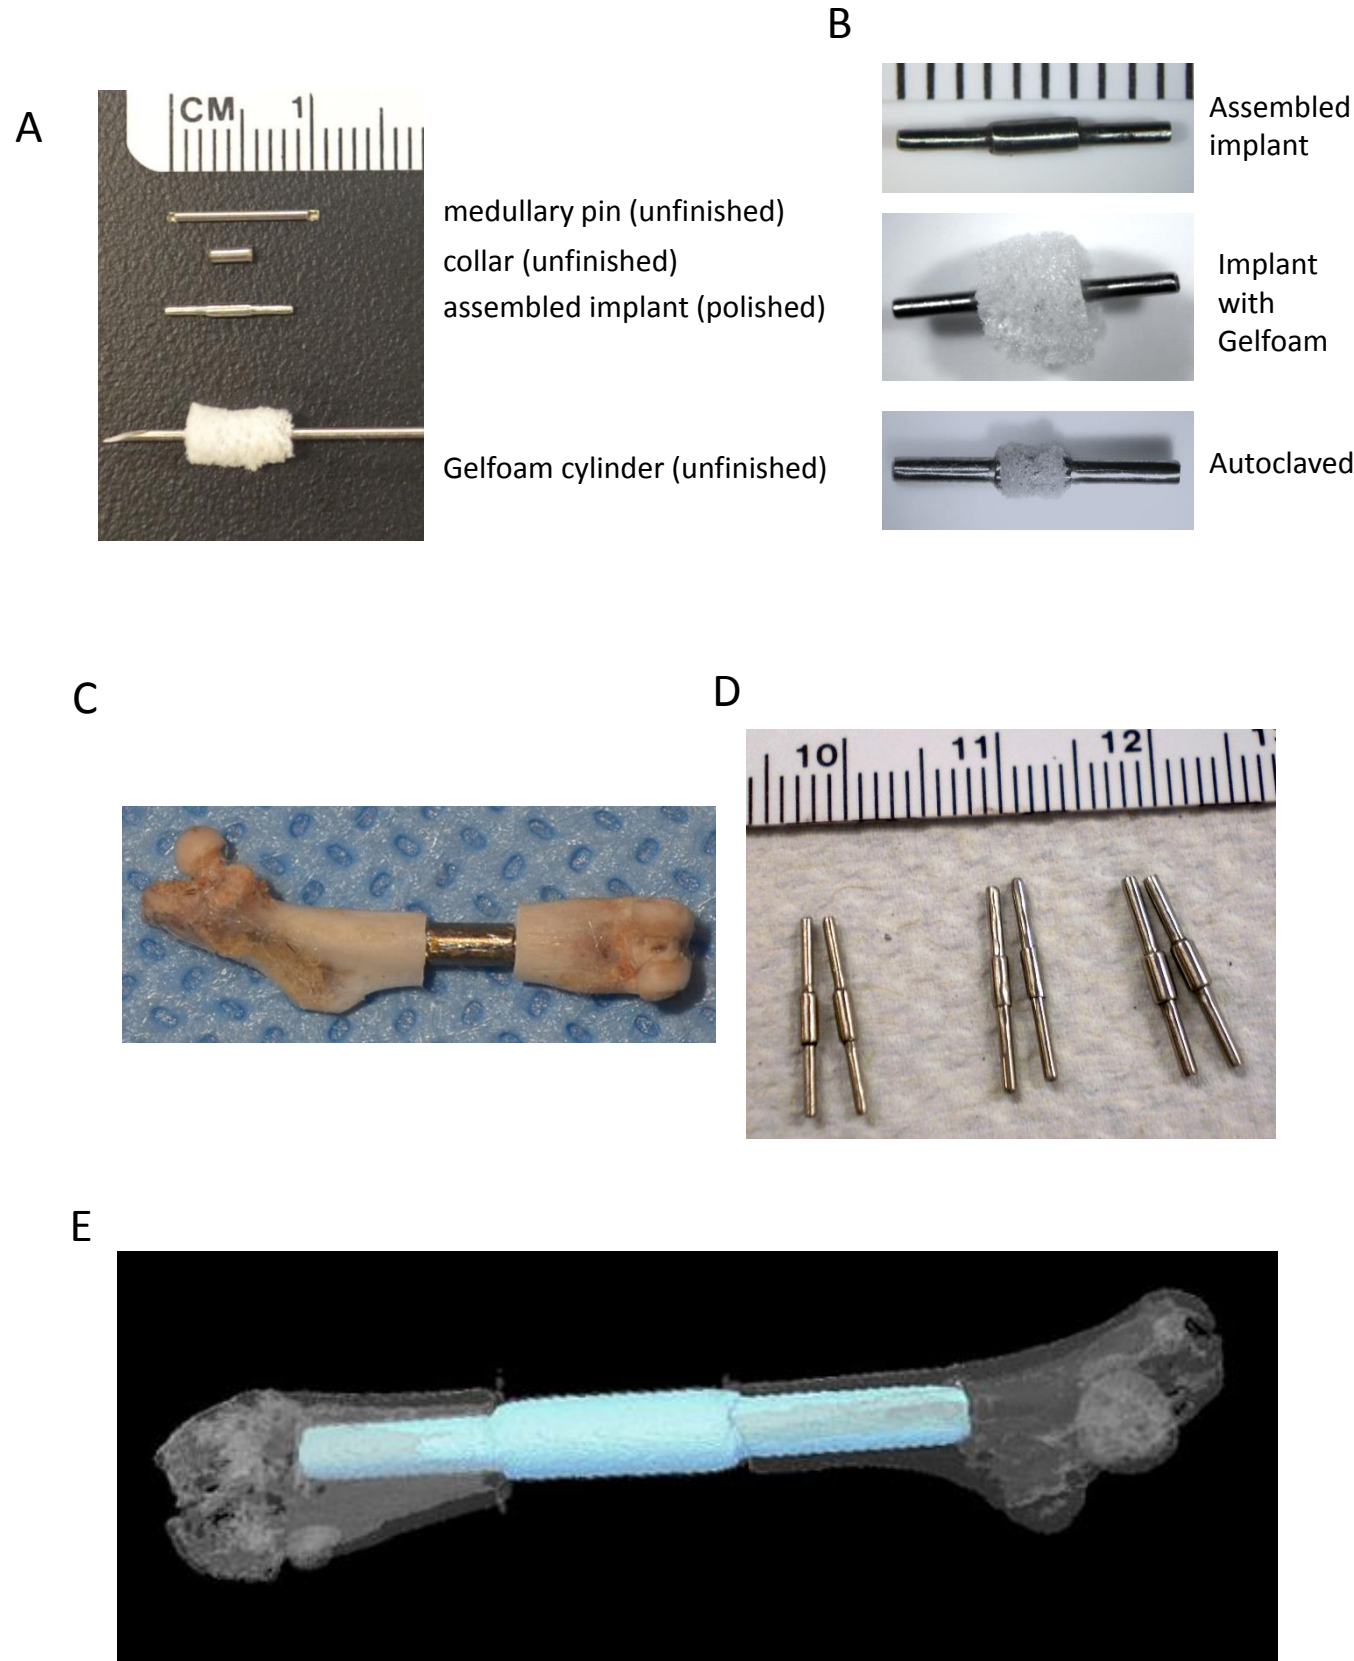 A
CM 1
medullary pin (unfinished)
collar (unfinished)
assembled implant (polished)
Gelfoam cylinder (unfinished)
B
Assembled
implant
Implant
with
Gelfoam
Autoclaved
C
D
10 11 12
E